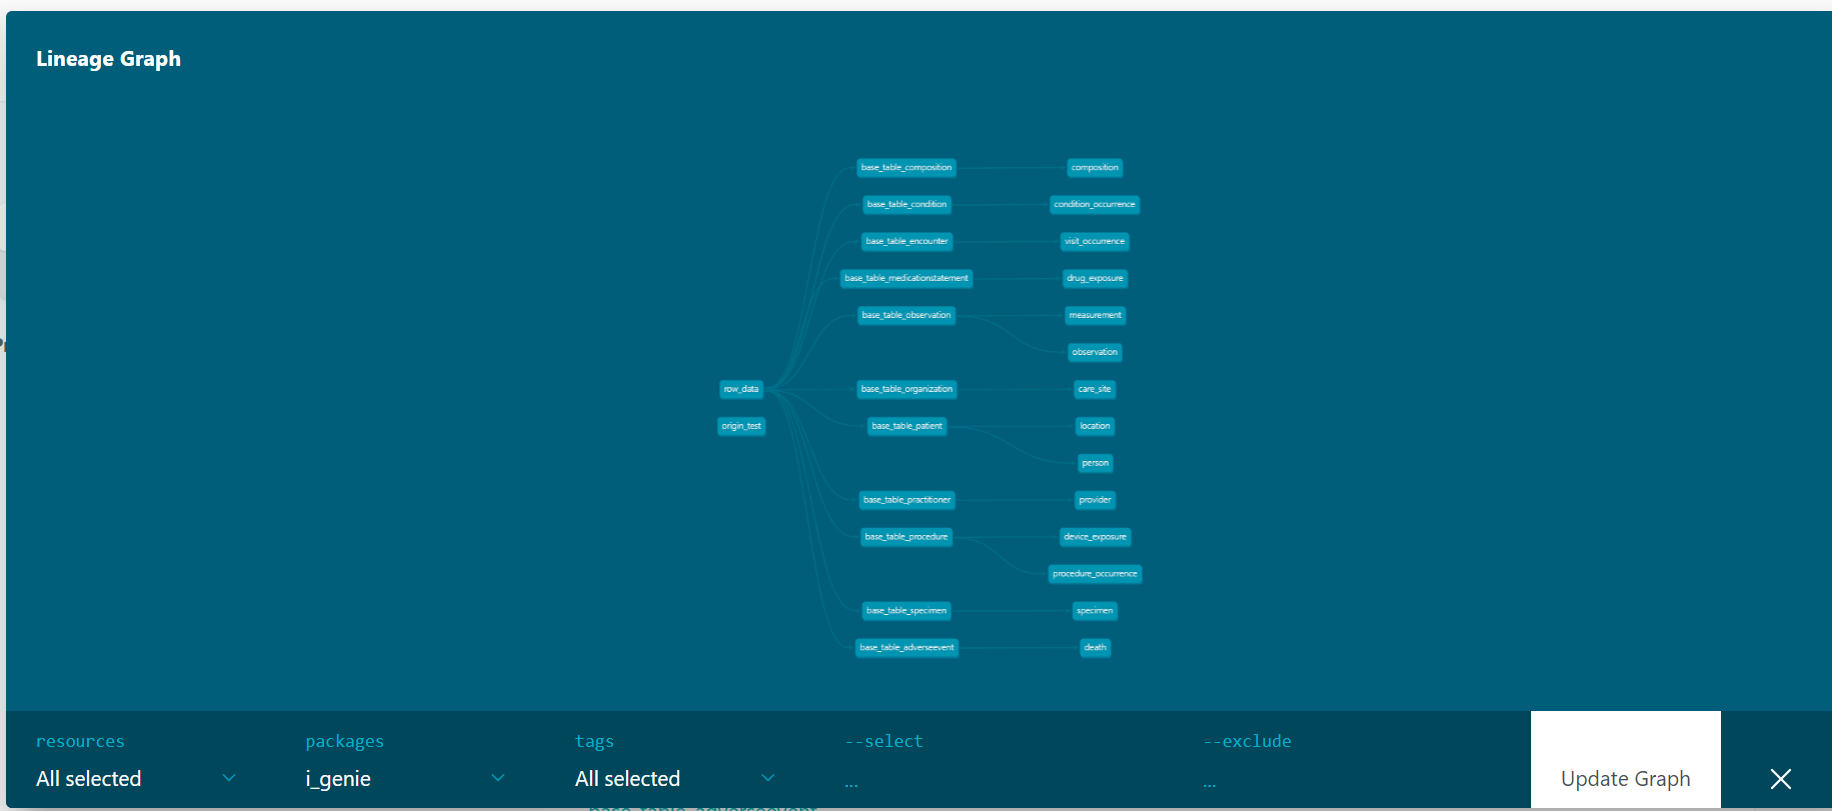 Lineage Graph
base_table_composition
composition
base_table_condition
condition_occurrence
base_table_encounter
visit_occurrence
base_table_medicationstatement
drug_exposure
base_table_observation
measurement
observation
row_data
base_table_organization
care_site
origin_test
base_table_patient
location
person
base_table_practitioner
provider
base_table_procedure
device_exposure
procedure_occurrence
base_table_specimen
specimen
base_table_adverseevent
death
resources
packages
tags
--select
--exclude
All selected
i_genie
All selected
...
...
Update Graph